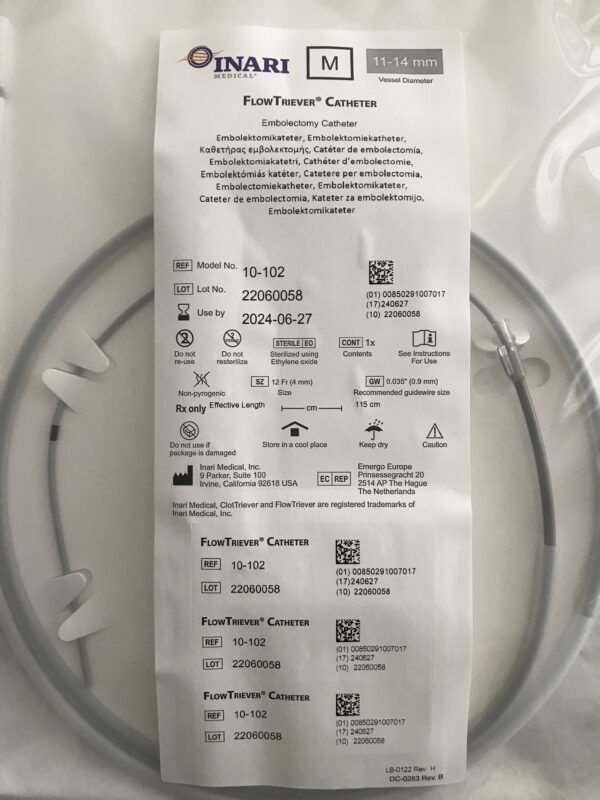 INARI
MEDICAL®
M
11-14 mm
Vessel Diameter
FLOWTRIEVER® CATHETER
Embolectomy Catheter
Embolektomikateter, Embolektomiekatheter,
Καθετήρας εμβολεκτομής, Catéter de embolectomía,
Embolektomiakatetri, Cathéter d'embolectomie,
Embolektómiás katéter, Catetere per embolectomia,
Embolectomiekatheter, Embolektomikateter,
Cateter de embolectomia, Kateter za embolektomijo,
Embolektomikateter
REF Model No. 10-102
LOT Lot No. 22060058
Use by 2024-06-27
(01) 00850291007017
(17)240627
(10) 22060058
Do not
re-use
Do not
resterilize
STERILE EO
Sterilized using
Ethylene oxide
CONT 1x
Contents
See Instructions
For Use
Non-pyrogenic
SZ 12 Fr (4 mm)
Size
GW 0.035" (0.9 mm)
Recommended guidewire size
Rx only Effective Length cm 115 cm
Do not use if
package is damaged
Store in a cool place
Keep dry
Caution
Inari Medical, Inc.
9 Parker, Suite 100
Irvine, California 92618 USA
EC REP
Emergo Europe
Prinsessegracht 20
2514 AP The Hague
The Netherlands
Inari Medical, ClotTriever and FlowTriever are registered trademarks of
Inari Medical, Inc.
FLOWTRIEVER® CATHETER
REF 10-102
LOT 22060058
(01) 00850291007017
(17)240627
(10) 22060058
FLOWTRIEVER® CATHETER
REF 10-102
LOT 22060058
(01) 00850291007017
(17) 240627
(10) 22060058
FLOWTRIEVER® CATHETER
REF 10-102
LOT 22060058
(01) 00850291007017
(17) 240627
(10) 22060058
LB-0122 Rev. H
DC-0283 Rev. B